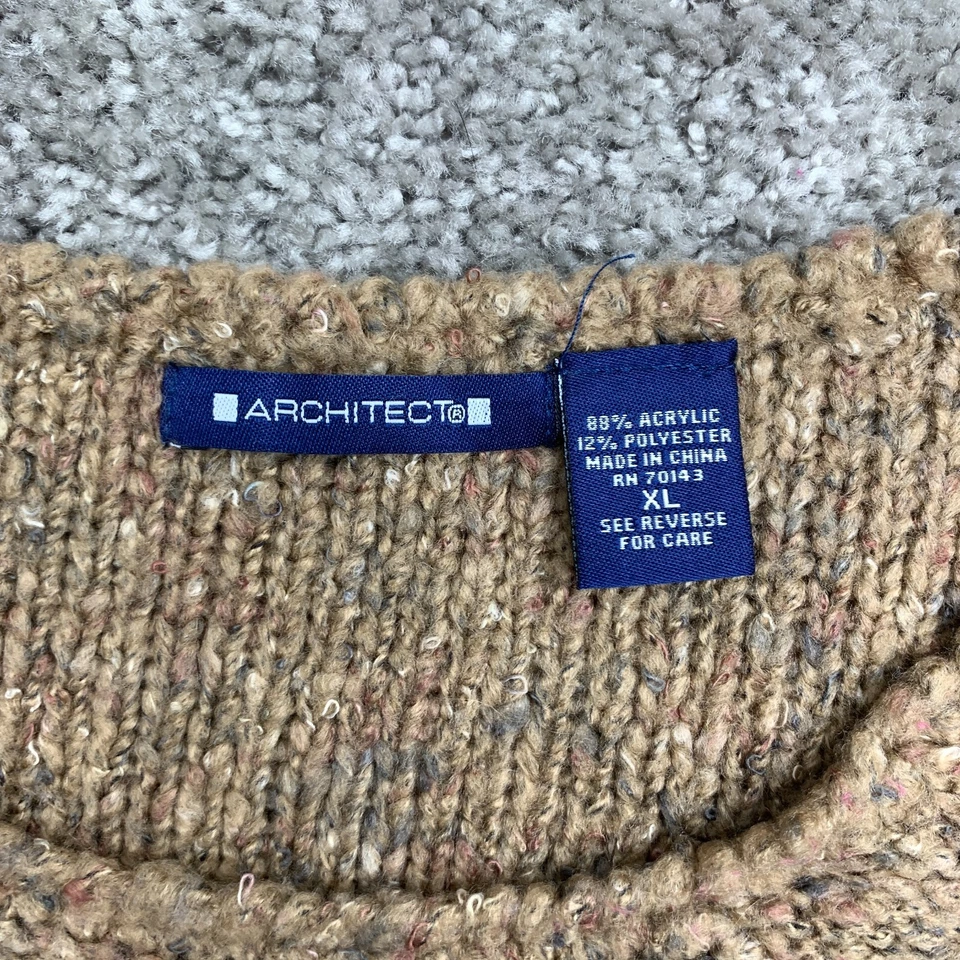 ARCHITECT®
88% ACRYLIC
12% POLYESTER
MADE IN CHINA
RN 70143
XL
SEE REVERSE
FOR CARE